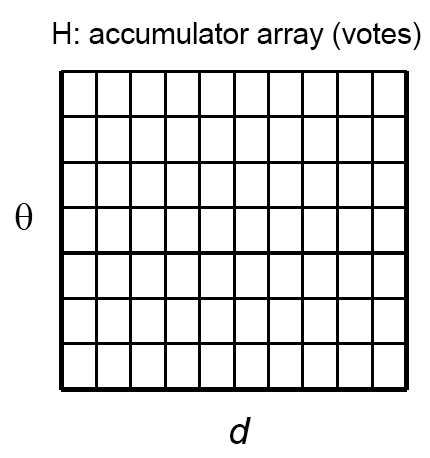 H: accumulator array (votes)
θ
d